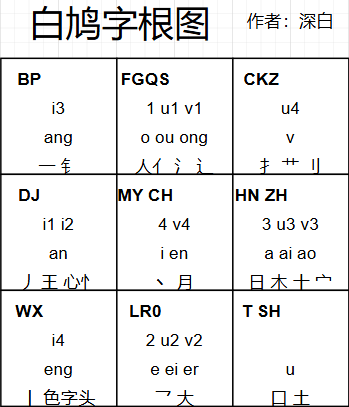 白鸠字根图 作者：深白
BP FGQS CKZ
i3 1 u1 v1 u4
ang o ou ong v
一 钅 人 亻 氵 辶 扌 艹 刂
DJ MY CH HN ZH
i1 i2 4 v4 3 u3 v3
an i en a ai ao
丿 王 心 忄 丶 月 日 木 十 宀
WX LR0 T SH
i4 2 u2 v2
eng e ei er u
丨 色字头 乛 大 口 土